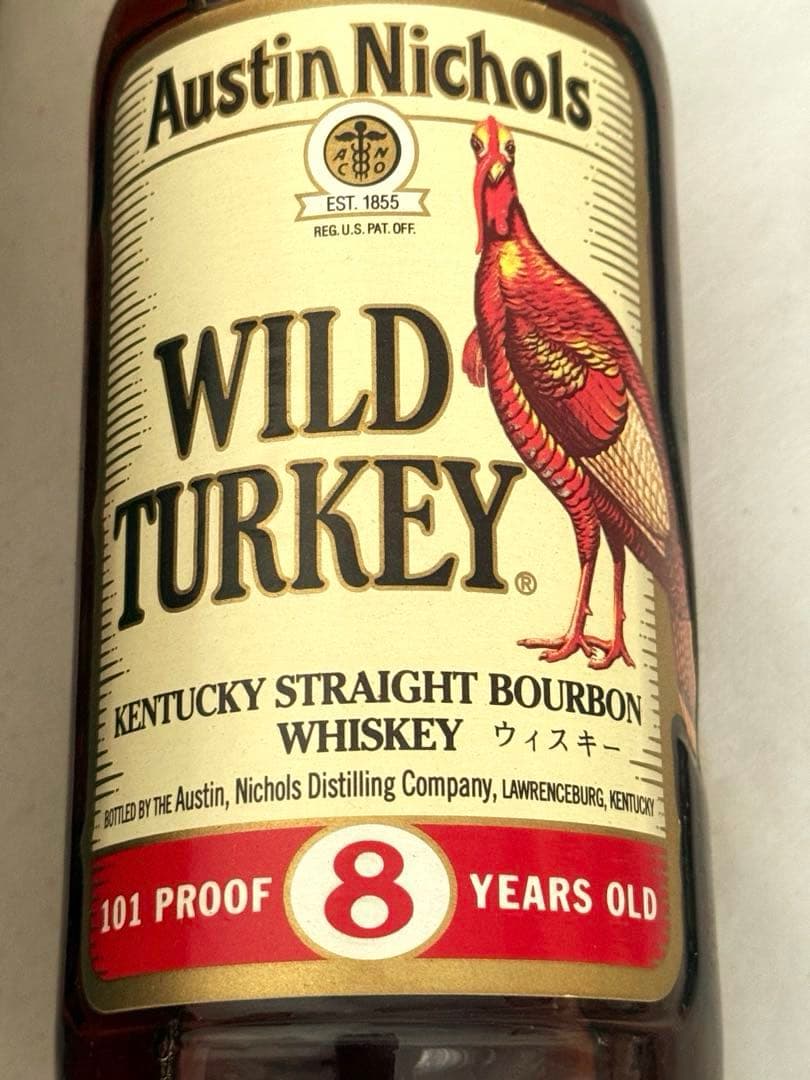 Austin Nichols
A N
C O
EST. 1855
REG. U.S. PAT. OFF.
WILD
TURKEY®
KENTUCKY STRAIGHT BOURBON
WHISKEY ウィスキー
BOTTLED BY THE Austin, Nichols Distilling Company, LAWRENCEBURG, KENTUCKY
101 PROOF 8 YEARS OLD